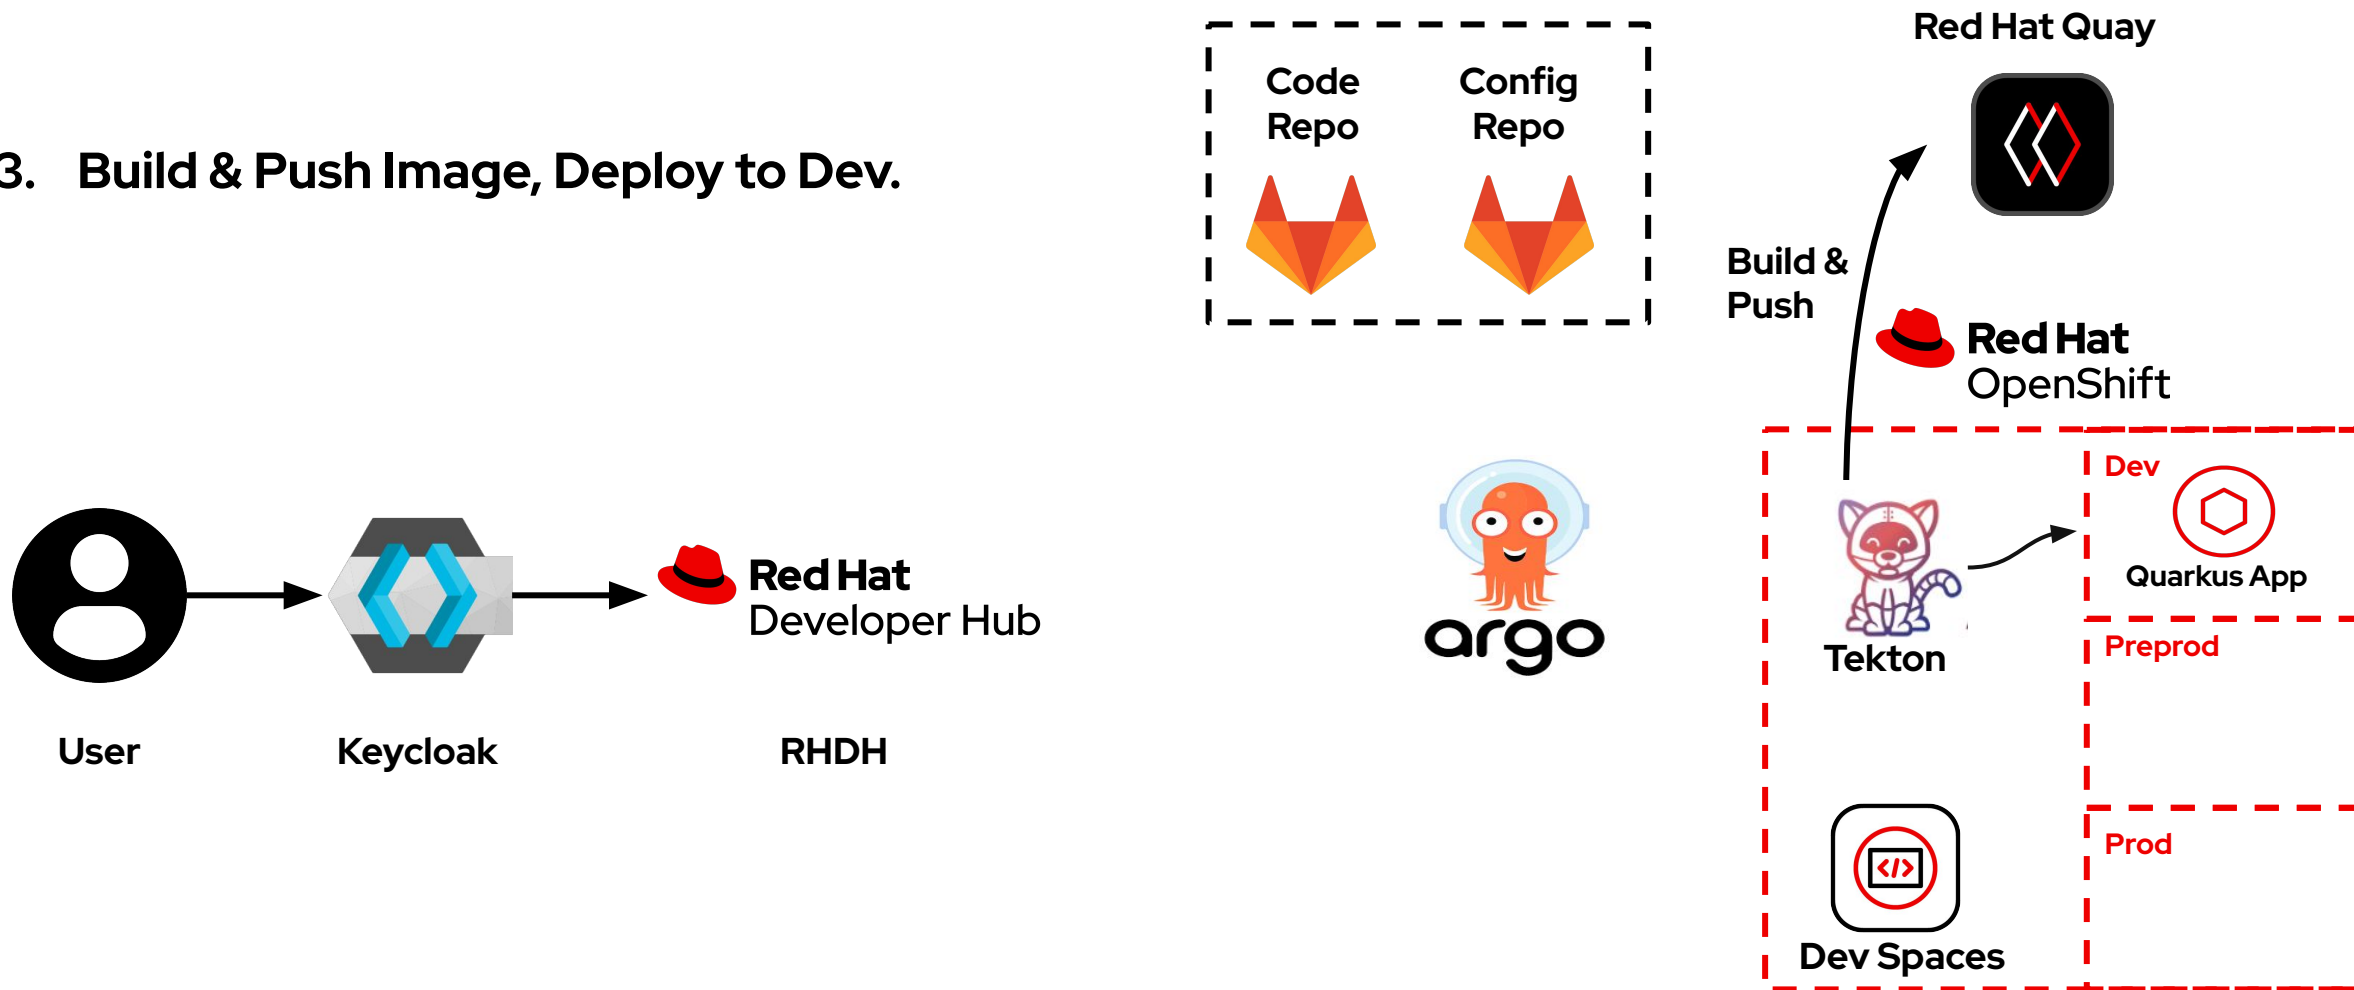 3. Build & Push Image, Deploy to Dev.
Code
Repo
Config
Repo
Red Hat Quay
Build &
Push
Red Hat
OpenShift
Dev
Quarkus App
Preprod
Prod
Tekton
Dev Spaces
</>
argo
Red Hat
Developer Hub
User
Keycloak
RHDH